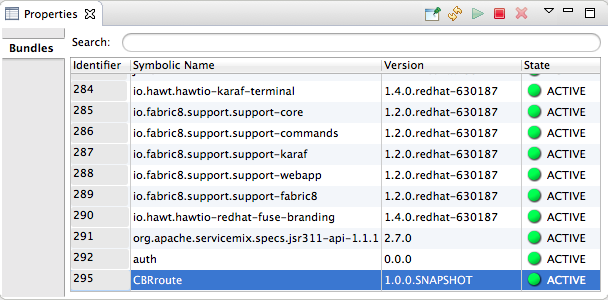 Properties
Bundles
Search:
Identifier Symbolic Name Version State
284 io.hawt.hawtio-karaf-terminal 1.4.0.redhat-630187 ACTIVE
285 io.fabric8.support.support-core 1.2.0.redhat-630187 ACTIVE
286 io.fabric8.support.support-commands 1.2.0.redhat-630187 ACTIVE
287 io.fabric8.support.support-karaf 1.2.0.redhat-630187 ACTIVE
288 io.fabric8.support.support-webapp 1.2.0.redhat-630187 ACTIVE
289 io.fabric8.support.support-fabric8 1.2.0.redhat-630187 ACTIVE
290 io.hawt.hawtio-redhat-fuse-branding 1.4.0.redhat-630187 ACTIVE
291 org.apache.servicemix.specs.jsr311-api-1.1.1 2.7.0 ACTIVE
292 auth 0.0.0 ACTIVE
295 CBRroute 1.0.0.SNAPSHOT ACTIVE